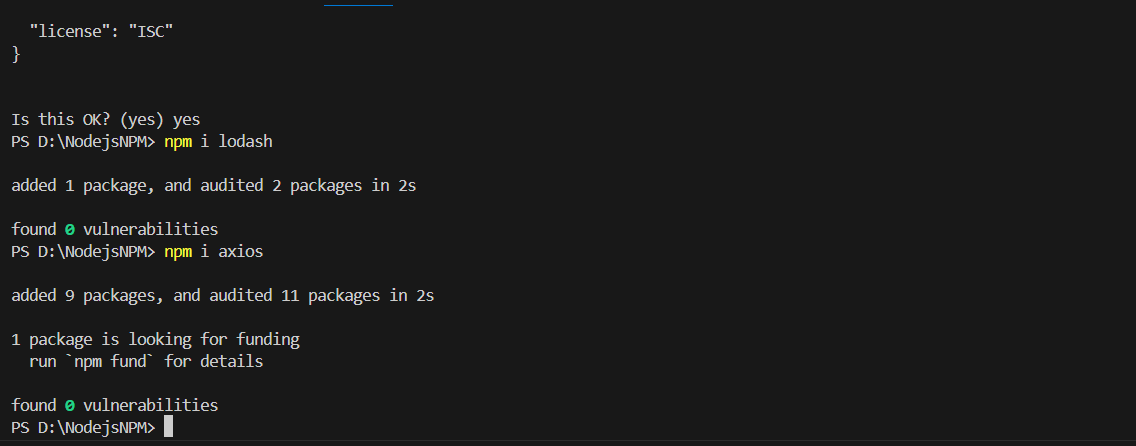 "license": "ISC"
}
Is this OK? (yes) yes
PS D:\NodejsNPM> npm i lodash
added 1 package, and audited 2 packages in 2s
found 0 vulnerabilities
PS D:\NodejsNPM> npm i axios
added 9 packages, and audited 11 packages in 2s
1 package is looking for funding
run `npm fund` for details
found 0 vulnerabilities
PS D:\NodejsNPM>